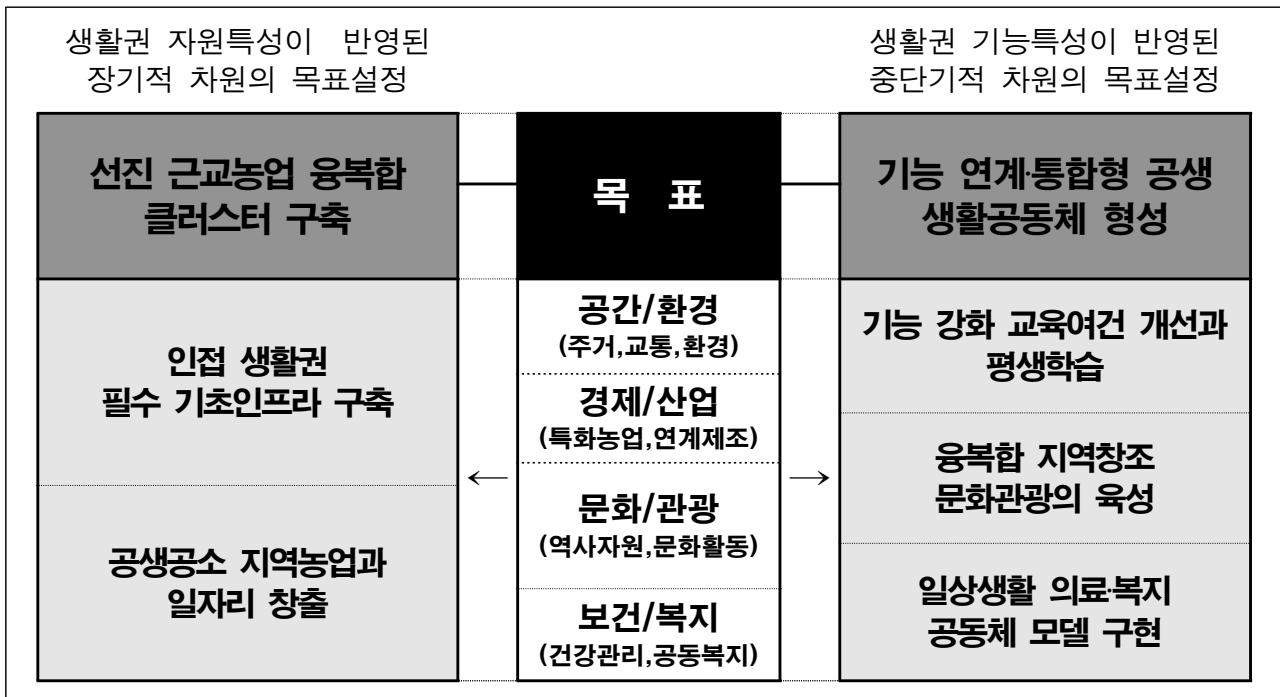 생활권 자원특성이 반영된
장기적 차원의 목표설정
생활권 기능특성이 반영된
중단기적 차원의 목표설정
선진 근교농업 융복합
클러스터 구축
목 표
기능 연계·통합형 공생
생활공동체 형성
인접 생활권
필수 기초인프라 구축
공생공소 지역농업과
일자리 창출
←
공간/환경
(주거,교통,환경)
경제/산업
(특화농업,연계제조)
문화/관광
(역사자원,문화활동)
보건/복지
(건강관리,공동복지)
→
기능 강화 교육여건 개선과
평생학습
융복합 지역창조
문화관광의 육성
일상생활 의료·복지
공동체 모델 구현